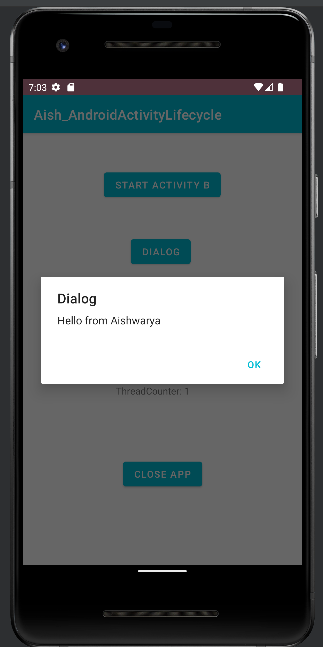 7:03
Aish_AndroidActivityLifecycle
START ACTIVITY B
DIALOG
Dialog
Hello from Aishwarya
OK
ThreadCounter: 1
CLOSE APP